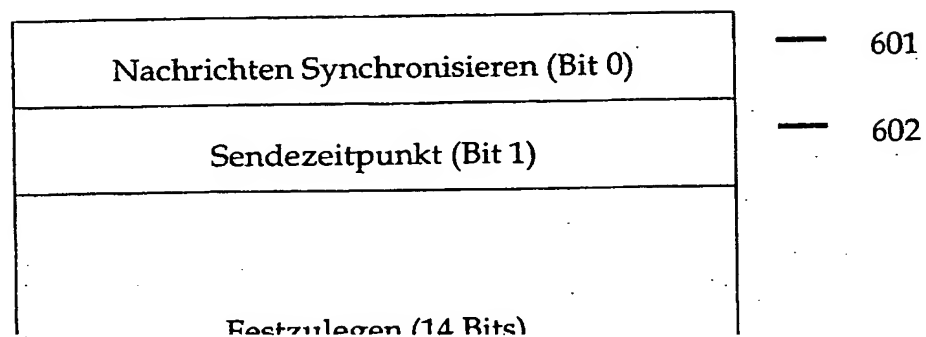 Nachrichten Synchronisieren (Bit 0)
601
Sendezeitpunkt (Bit 1)
602
Festzulegen (14 Bits)